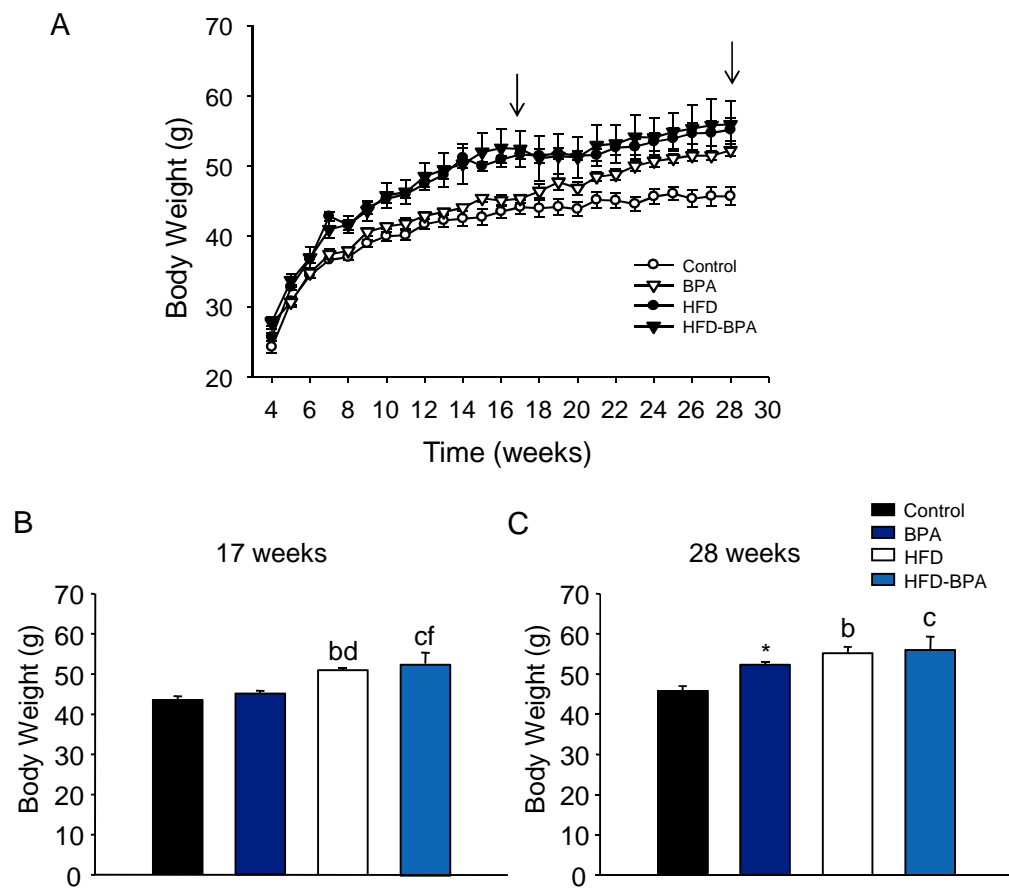 A
70
60
50
40
30
20
Body Weight (g)
Control
BPA
HFD
HFD-BPA
4 6 8 10 12 14 16 18 20 22 24 26 28 30
Time (weeks)
B
17 weeks
70
60
50
40
30
20
10
0
Body Weight (g)
bd
cf
C
28 weeks
Control
BPA
HFD
HFD-BPA
70
60
50
40
30
20
10
0
Body Weight (g)
*
b
c